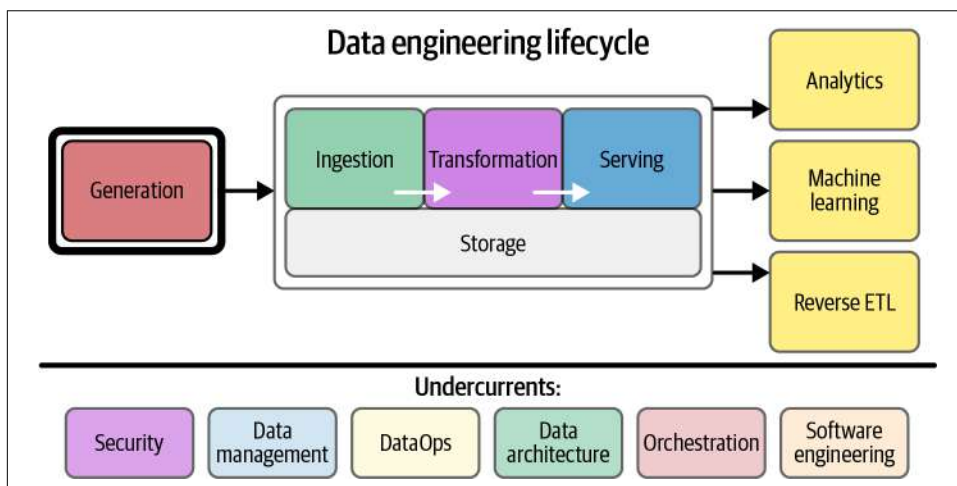 Data engineering lifecycle
Generation
Ingestion
Transformation
Serving
Storage
Analytics
Machine
learning
Reverse ETL
Undercurrents:
Security
Data
management
DataOps
Data
architecture
Orchestration
Software
engineering